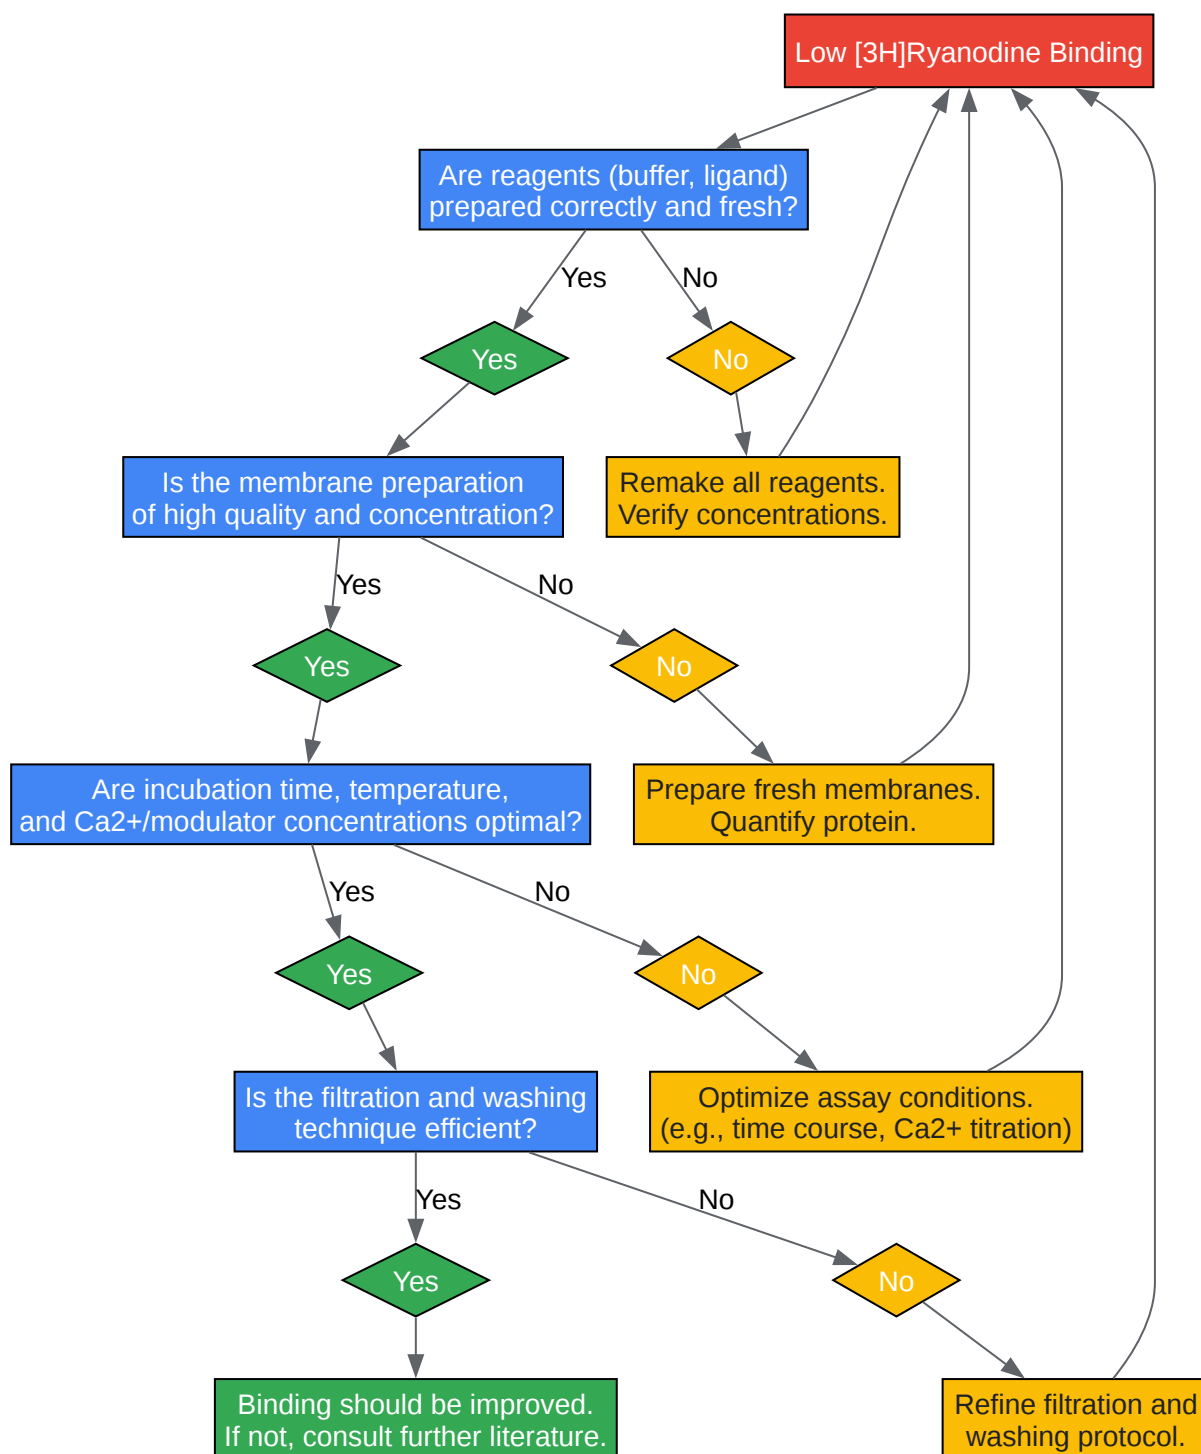 Low [3H]Ryanodine Binding
Are reagents (buffer, ligand)
prepared correctly and fresh?
Yes
No
Yes
No
Is the membrane preparation
of high quality and concentration?
Remake all reagents.
Verify concentrations.
Yes
No
Yes
No
Are incubation time, temperature,
and Ca2+/modulator concentrations optimal?
Prepare fresh membranes.
Quantify protein.
Yes
No
Yes
No
Is the filtration and washing
technique efficient?
Optimize assay conditions.
(e.g., time course, Ca2+ titration)
Yes
No
Yes
No
Binding should be improved.
If not, consult further literature.
Refine filtration and
washing protocol.